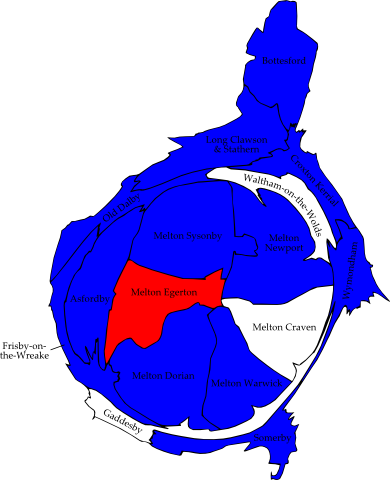 Bottesford
Long Clawson
& Stathern
Croxton Kerrial
Waltham-on-the-Wolds
Old Dalby
Melton Sysonby
Melton
Newport
Wymondham
Asfordby
Melton Egerton
Melton Craven
Frisby-on-
the-Wreake
Melton Dorian
Melton Warwick
Gaddesby
Somerby